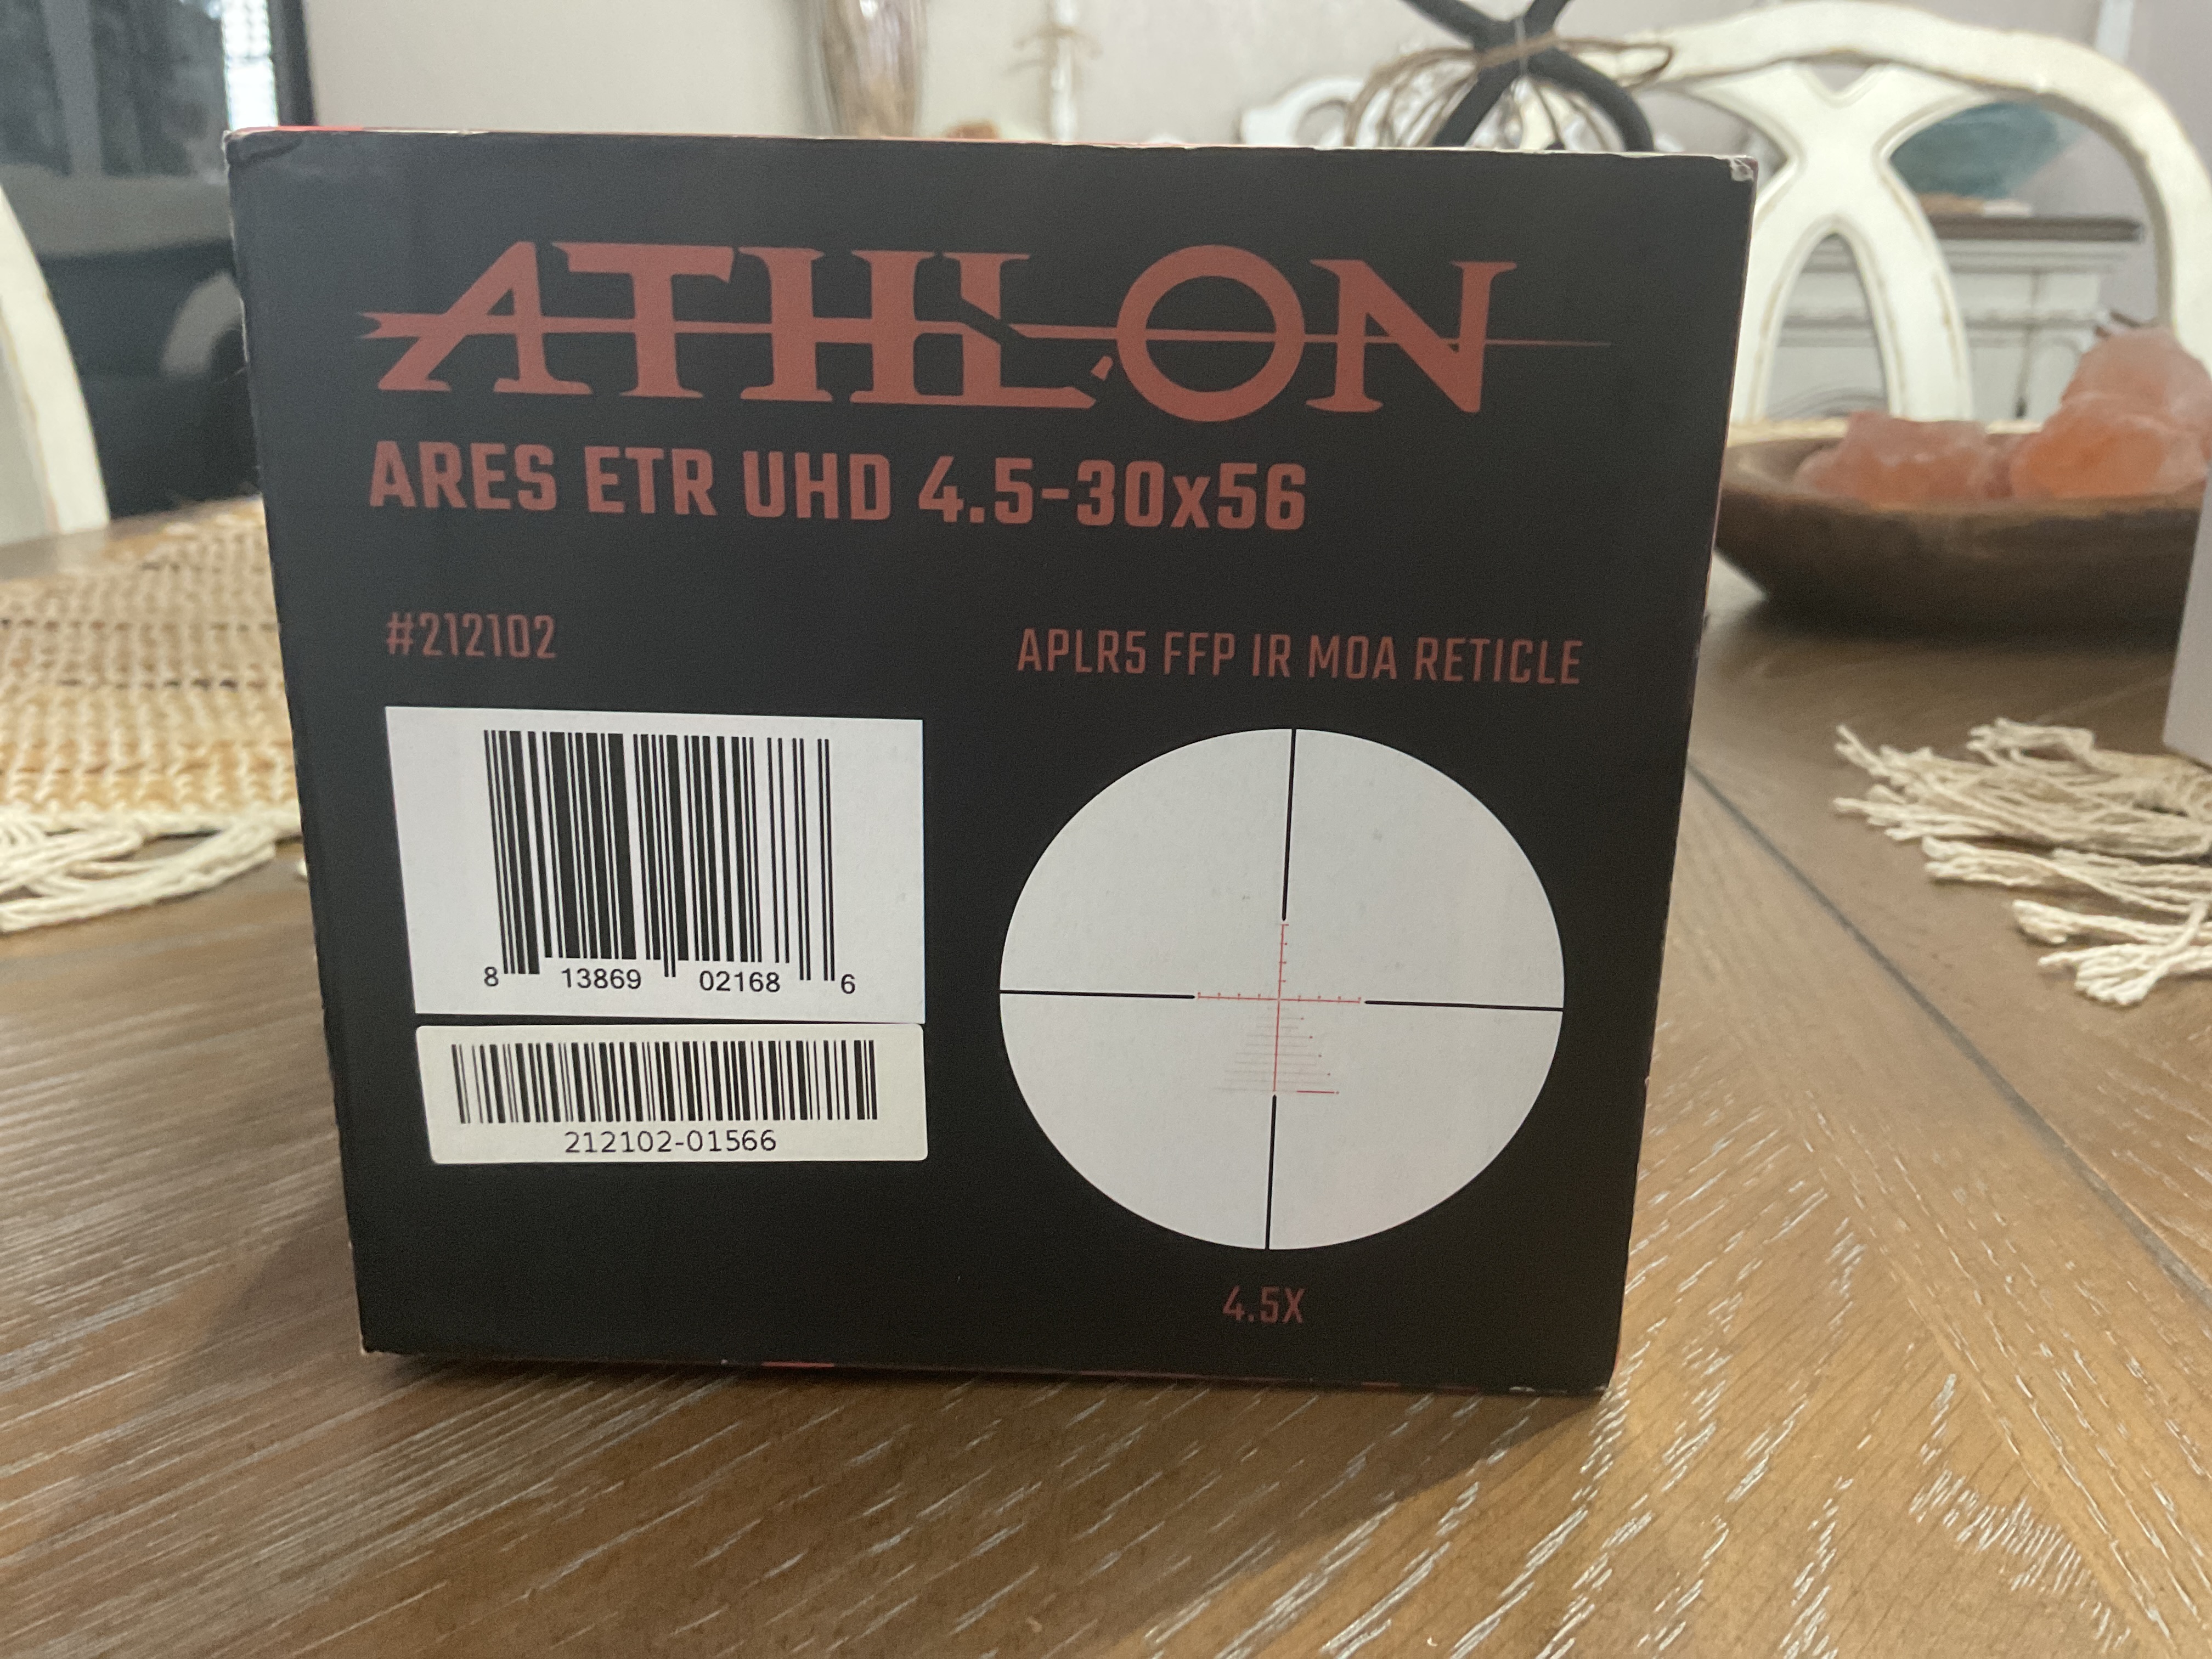 ATHLON
ARES ETR UHD 4.5-30x56
#212102
APLR5 FFP IR MOA RETICLE
8 13869 02168 6
212102-01566
4.5X